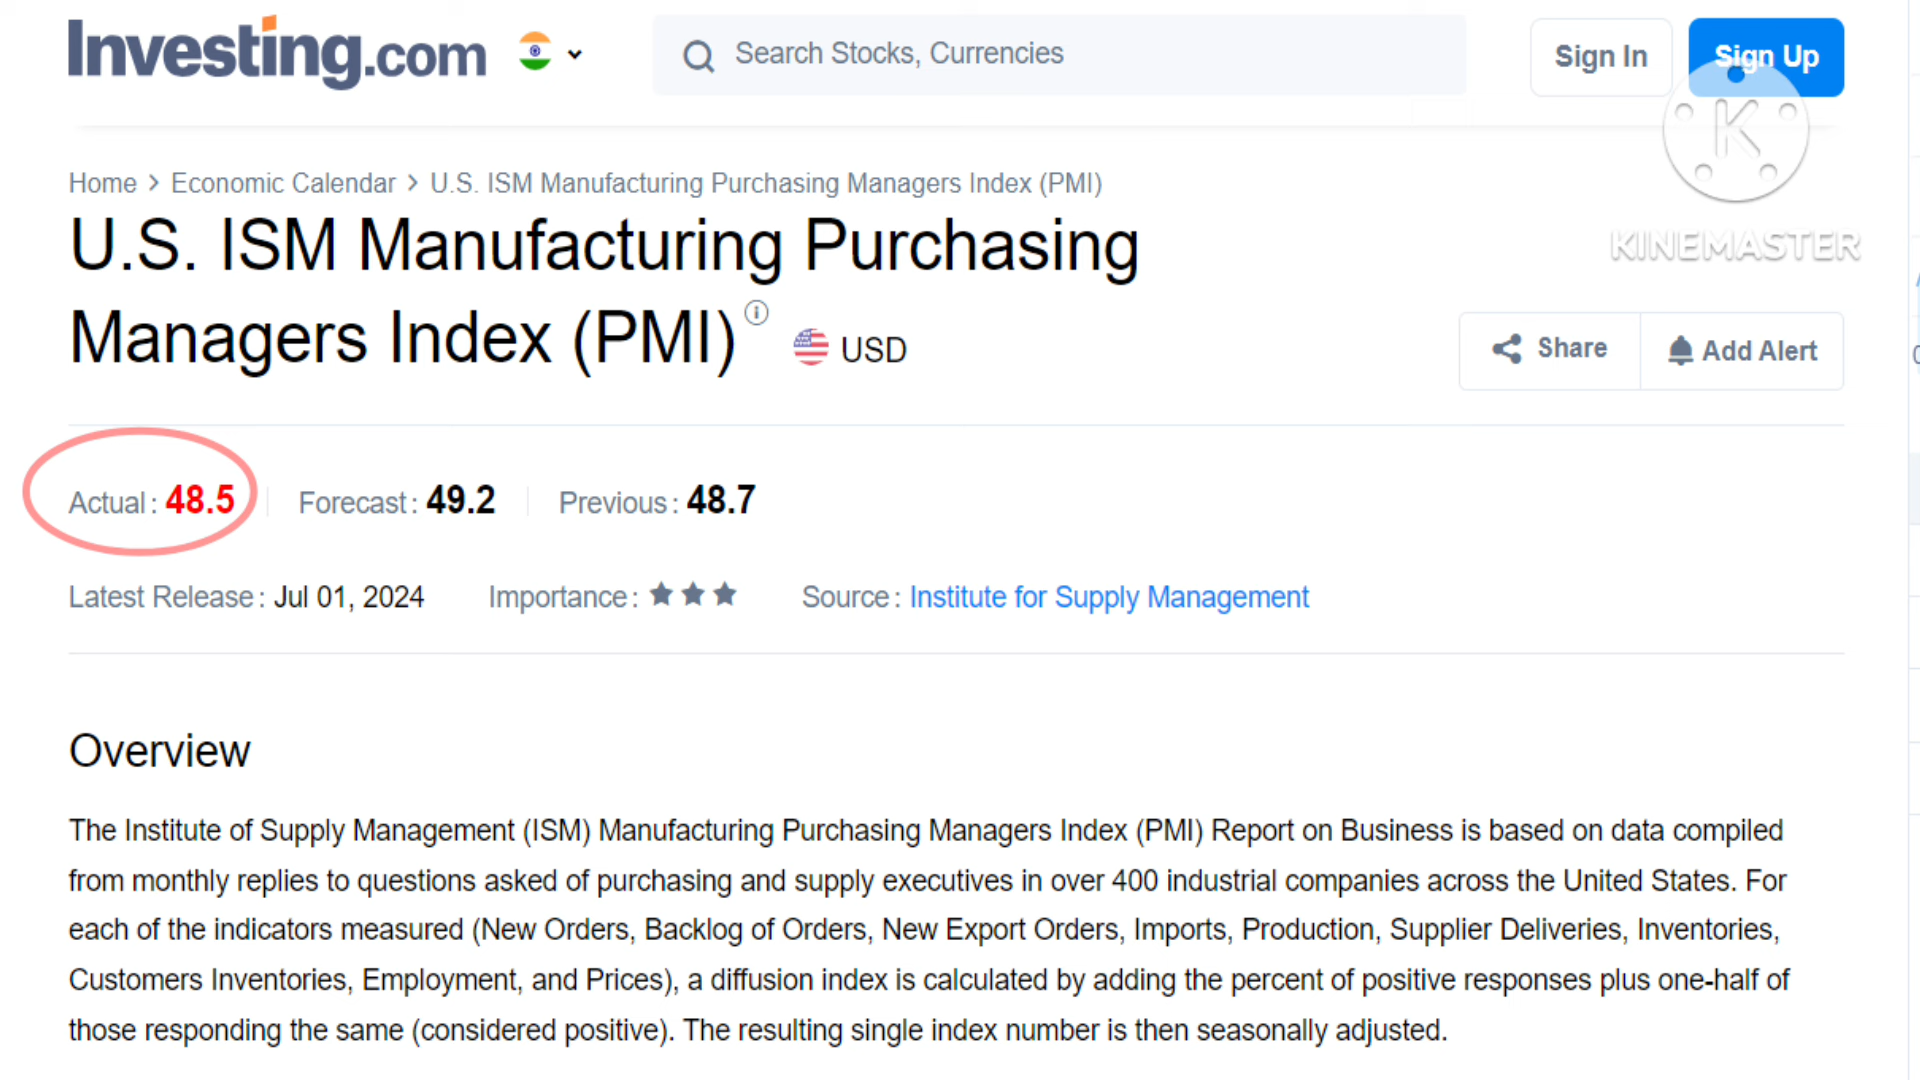 Investing.com
Search Stocks, Currencies
Sign In
Sign Up
K
KINEMASTER
Home > Economic Calendar > U.S. ISM Manufacturing Purchasing Managers Index (PMI)
U.S. ISM Manufacturing Purchasing
Managers Index (PMI) USD
Share
Add Alert
Actual: 48.5 Forecast: 49.2 Previous: 48.7
Latest Release: Jul 01, 2024 Importance: Source: Institute for Supply Management
Overview
The Institute of Supply Management (ISM) Manufacturing Purchasing Managers Index (PMI) Report on Business is based on data compiled
from monthly replies to questions asked of purchasing and supply executives in over 400 industrial companies across the United States. For
each of the indicators measured (New Orders, Backlog of Orders, New Export Orders, Imports, Production, Supplier Deliveries, Inventories,
Customers Inventories, Employment, and Prices), a diffusion index is calculated by adding the percent of positive responses plus one-half of
those responding the same (considered positive). The resulting single index number is then seasonally adjusted.